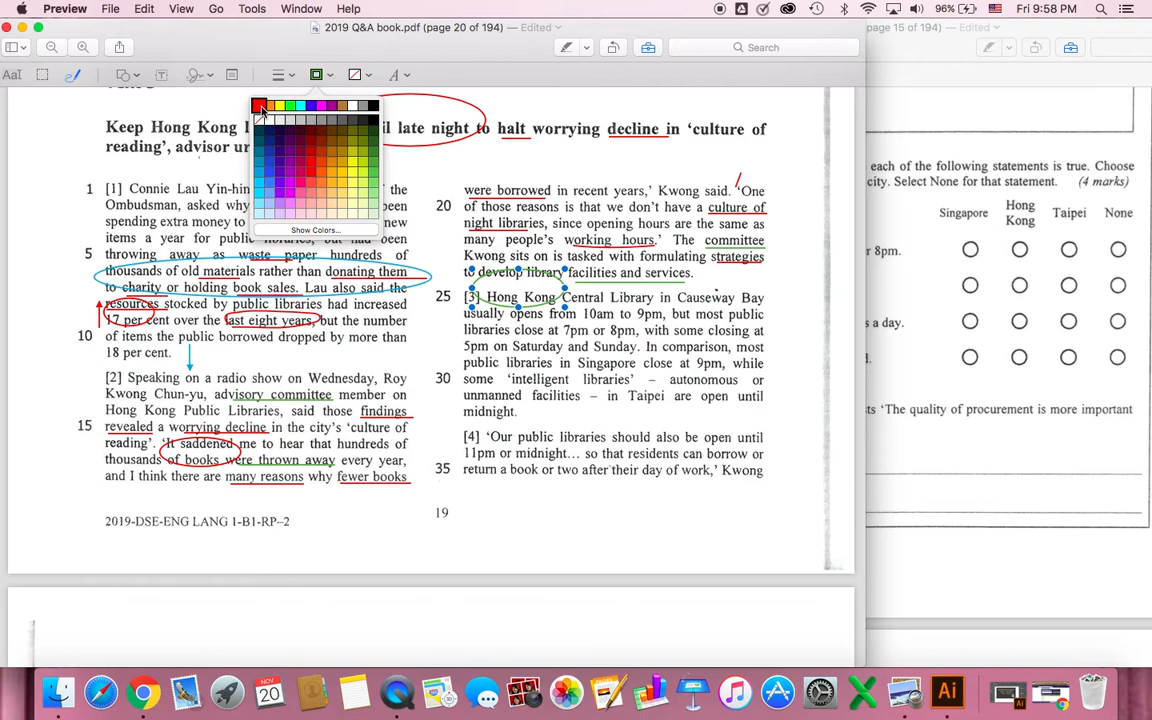 Preview File Edit View Go Tools Window Help 96% Fri 9:58 PM
2019 Q&A book.pdf (page 20 of 194) — Edited
page 15 of 194) — Edited
Search
AaI
T
A
Show Colors...
Keep Hong Kong l il late night to halt worrying decline in ‘culture of
reading’, advisor ur
1 [1] Connie Lau Yin-hin the
Ombudsman, asked why been
spending extra money to new
items a year for public libraries, but had been
5 throwing away as waste paper hundreds of
thousands of old materials rather than donating them
to charity or holding book sales. Lau also said the
resources stocked by public libraries had increased
17 per cent over the last eight years, but the number
10 of items the public borrowed dropped by more than
18 per cent.
[2] Speaking on a radio show on Wednesday, Roy
Kwong Chun-yu, advisory committee member on
Hong Kong Public Libraries, said those findings
15 revealed a worrying decline in the city’s ‘culture of
reading’. ‘It saddened me to hear that hundreds of
thousands of books were thrown away every year,
and I think there are many reasons why fewer books
were borrowed in recent years,’ Kwong said. ‘One
20 of those reasons is that we don’t have a culture of
night libraries, since opening hours are the same as
many people’s working hours.’ The committee
Kwong sits on is tasked with formulating strategies
to develop library facilities and services.
25 [3] Hong Kong Central Library in Causeway Bay
usually opens from 10am to 9pm, but most public
libraries close at 7pm or 8pm, with some closing at
5pm on Saturday and Sunday. In comparison, most
public libraries in Singapore close at 9pm, while
30 some ‘intelligent libraries’ – autonomous or
unmanned facilities – in Taipei are open until
midnight.
[4] ‘Our public libraries should also be open until
11pm or midnight... so that residents can borrow or
35 return a book or two after their day of work,’ Kwong
2019-DSE-ENG LANG 1-B1-RP–2
19
each of the following statements is true. Choose
city. Select None for that statement. (4 marks)
Singapore Hong Kong Taipei None
8pm.
s a day.
d.
ts ‘The quality of procurement is more important
NOV
20
Ai